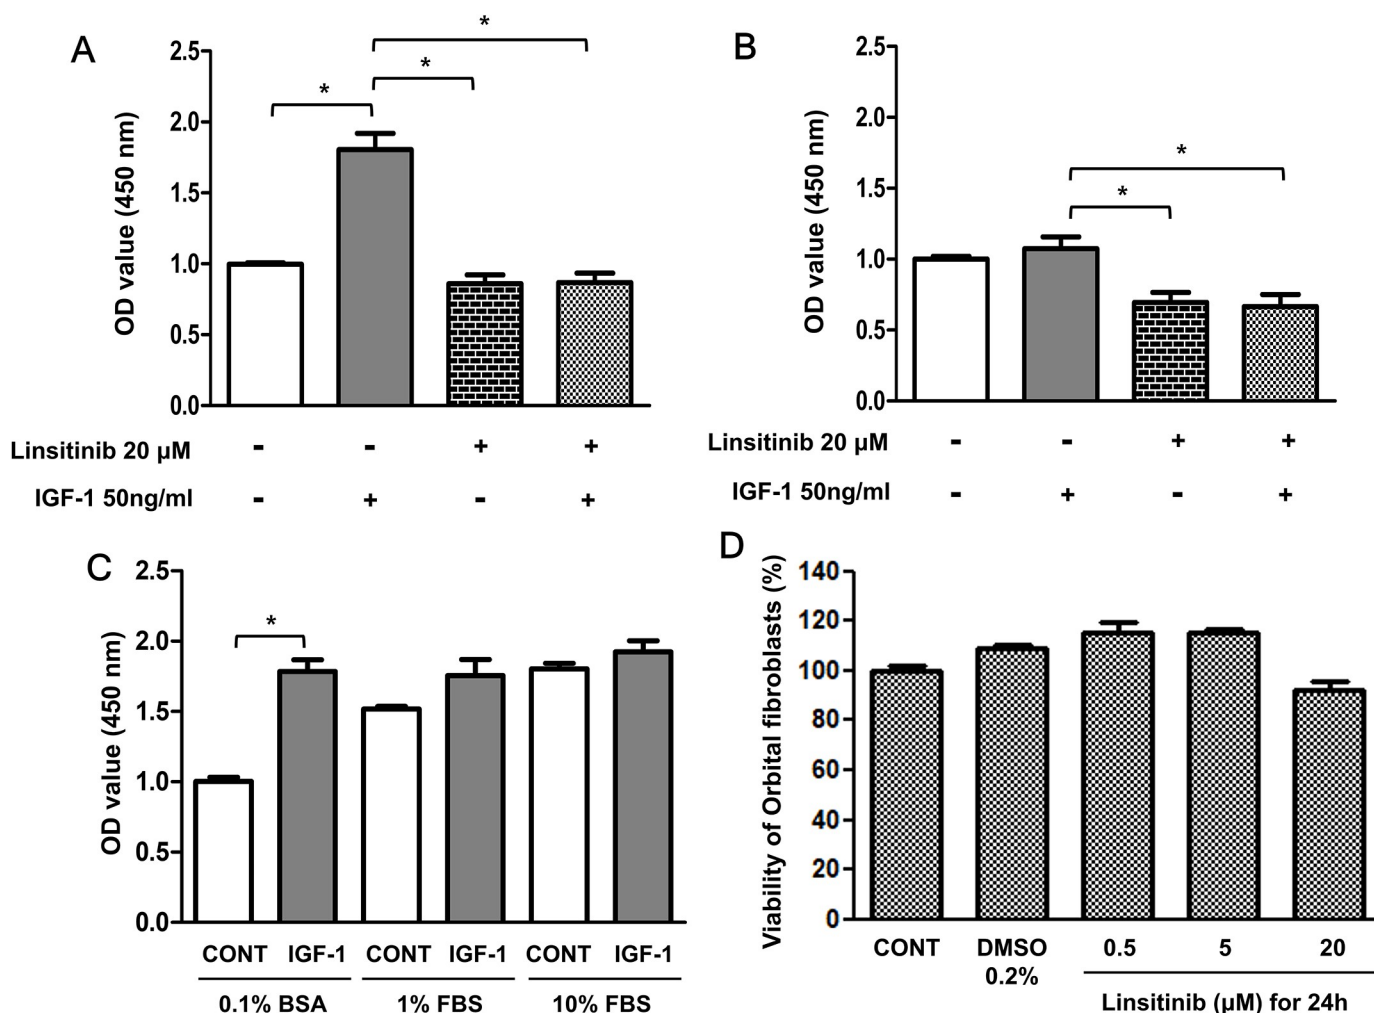 A
OD value (450 nm)
2.5
2.0
1.5
1.0
0.5
0.0
*
*
*
Linsitinib 20 µM - - + +
IGF-1 50ng/ml - + - +
B
OD value (450 nm)
2.5
2.0
1.5
1.0
0.5
0.0
*
*
Linsitinib 20 µM - - + +
IGF-1 50ng/ml - + - +
C
OD value (450 nm)
2.5
2.0
1.5
1.0
0.5
0.0
*
CONT IGF-1 CONT IGF-1 CONT IGF-1
0.1% BSA 1% FBS 10% FBS
D
Viability of Orbital fibroblasts (%)
140
120
100
80
60
40
20
0
CONT DMSO 0.5 5 20
0.2%
Linsitinib (µM) for 24h